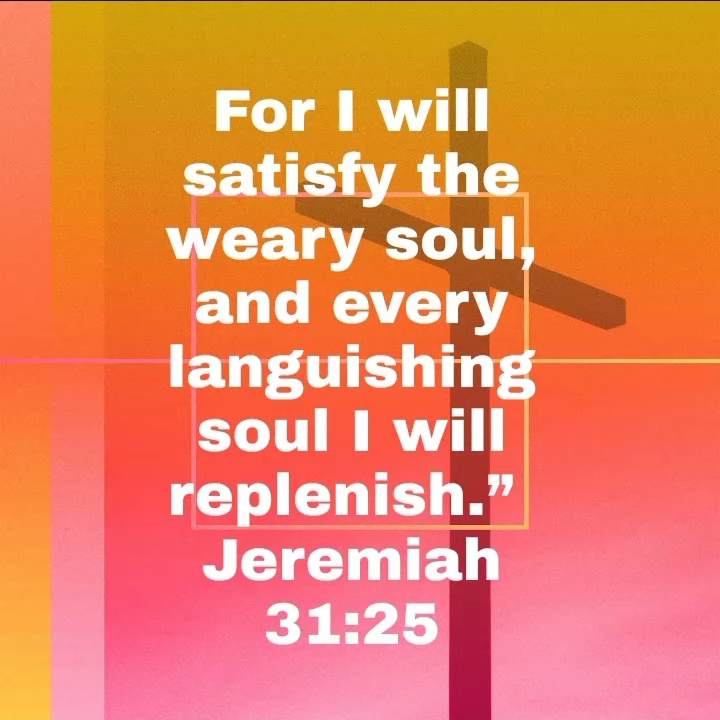 For I will
satisfy the
weary soul,
and every
languishing
soul I will
replenish.”
Jeremiah
31:25